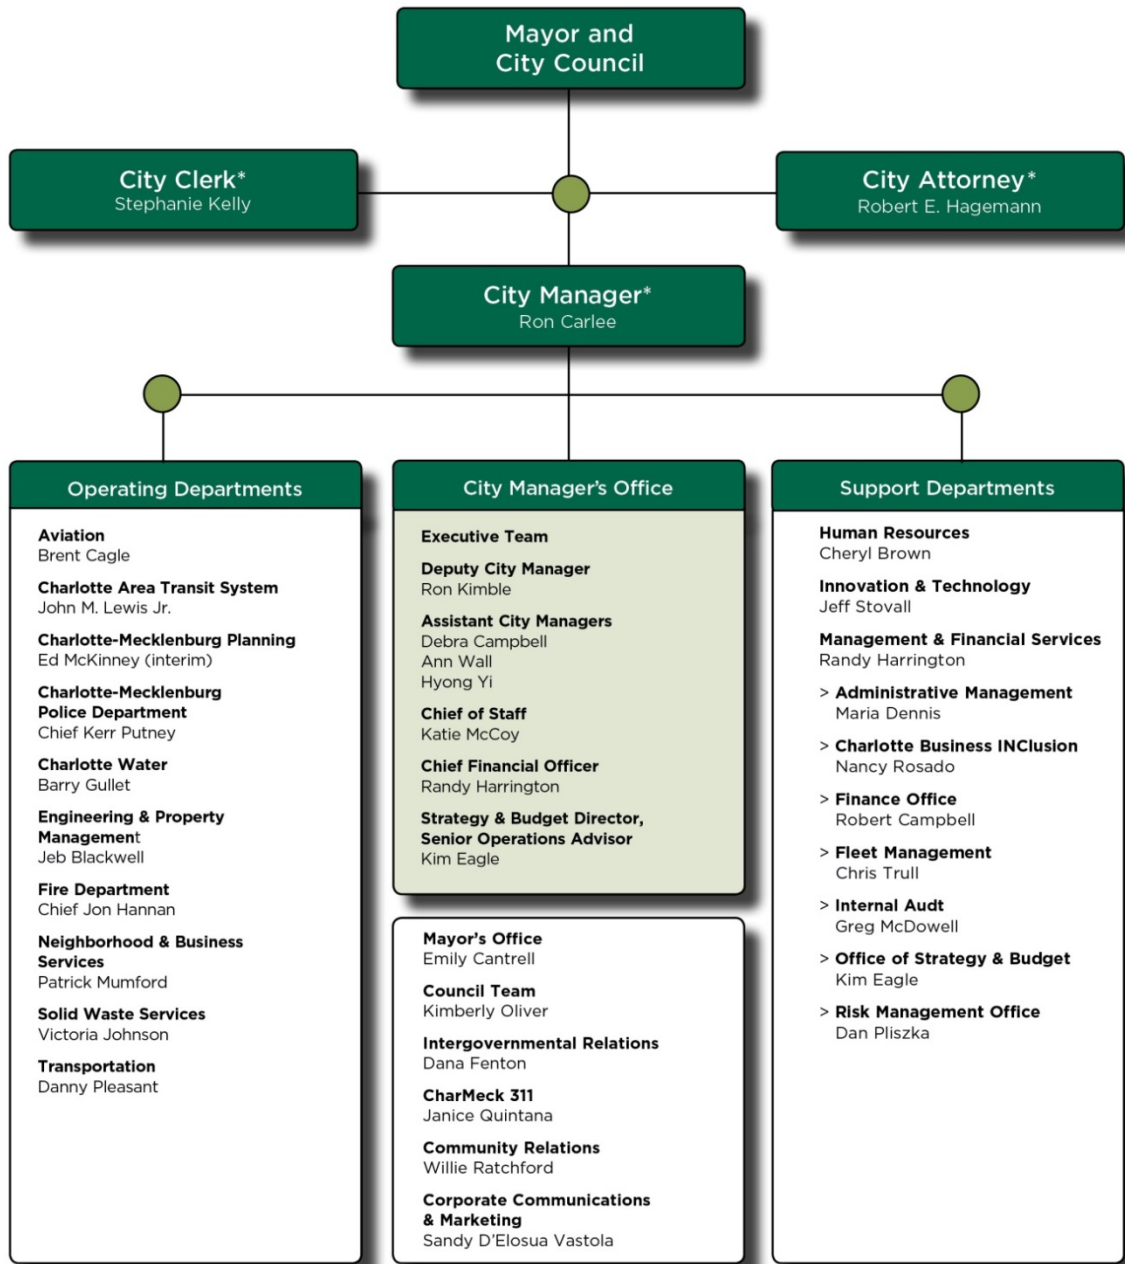 Mayor and
City Council
City Clerk*
Stephanie Kelly
City Attorney*
Robert E. Hagemann
City Manager*
Ron Carlee
Operating Departments
Aviation
Brent Cagle
Charlotte Area Transit System
John M. Lewis Jr.
Charlotte-Mecklenburg Planning
Ed McKinney (interim)
Charlotte-Mecklenburg
Police Department
Chief Kerr Putney
Charlotte Water
Barry Gullet
Engineering & Property
Management
Jeb Blackwell
Fire Department
Chief Jon Hannan
Neighborhood & Business
Services
Patrick Mumford
Solid Waste Services
Victoria Johnson
Transportation
Danny Pleasant
City Manager's Office
Executive Team
Deputy City Manager
Ron Kimble
Assistant City Managers
Debra Campbell
Ann Wall
Hyong Yi
Chief of Staff
Katie McCoy
Chief Financial Officer
Randy Harrington
Strategy & Budget Director,
Senior Operations Advisor
Kim Eagle
Mayor's Office
Emily Cantrell
Council Team
Kimberly Oliver
Intergovernmental Relations
Dana Fenton
CharMeck 311
Janice Quintana
Community Relations
Willie Ratchford
Corporate Communications
& Marketing
Sandy D'Elosua Vastola
Support Departments
Human Resources
Cheryl Brown
Innovation & Technology
Jeff Stovall
Management & Financial Services
Randy Harrington
> Administrative Management
Maria Dennis
> Charlotte Business INClusion
Nancy Rosado
> Finance Office
Robert Campbell
> Fleet Management
Chris Trull
> Internal Audt
Greg McDowell
> Office of Strategy & Budget
Kim Eagle
> Risk Management Office
Dan Pliszka